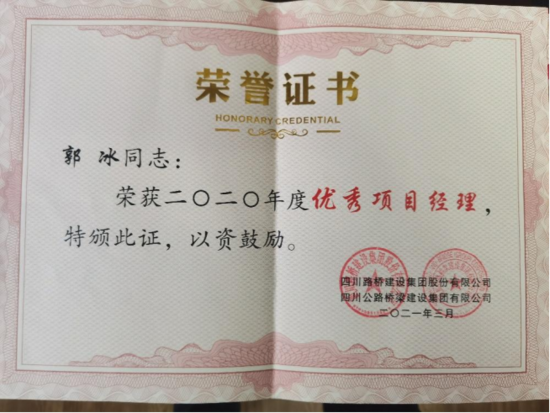 荣誉证书
HONORARY CREDENTIAL
郭 冰同志：
荣获二〇二〇年度优秀项目经理，
特颁此证，以资鼓励。
四川路桥建设集团股份有限公司
四川公路桥梁建设集团有限公司
二〇二一年三月